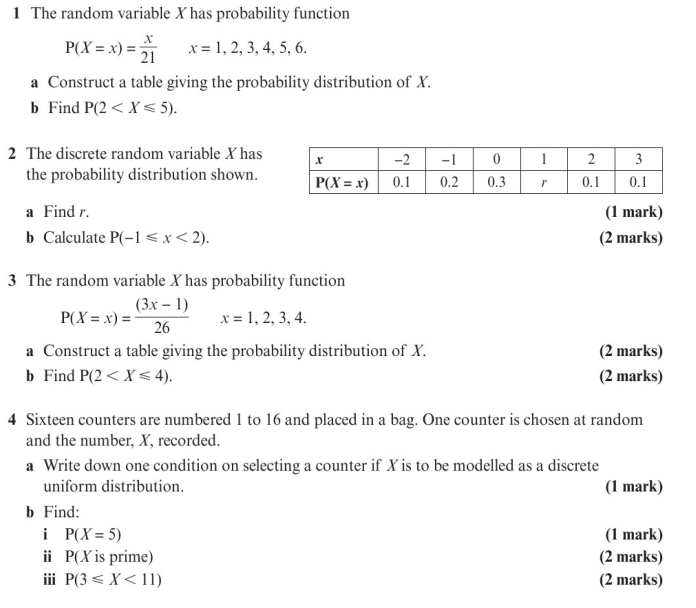 1 The random variable X has probability function
P(X = x) = x/21 x = 1, 2, 3, 4, 5, 6.
a Construct a table giving the probability distribution of X.
b Find P(2 < X ⩽ 5).
2 The discrete random variable X has
the probability distribution shown.
x −2 −1 0 1 2 3
P(X = x) 0.1 0.2 0.3 r 0.1 0.1
a Find r. (1 mark)
b Calculate P(−1 ⩽ x < 2). (2 marks)
3 The random variable X has probability function
P(X = x) = (3x − 1)/26 x = 1, 2, 3, 4.
a Construct a table giving the probability distribution of X. (2 marks)
b Find P(2 < X ⩽ 4). (2 marks)
4 Sixteen counters are numbered 1 to 16 and placed in a bag. One counter is chosen at random
and the number, X, recorded.
a Write down one condition on selecting a counter if X is to be modelled as a discrete
uniform distribution. (1 mark)
b Find:
i P(X = 5) (1 mark)
ii P(X is prime) (2 marks)
iii P(3 ⩽ X < 11) (2 marks)